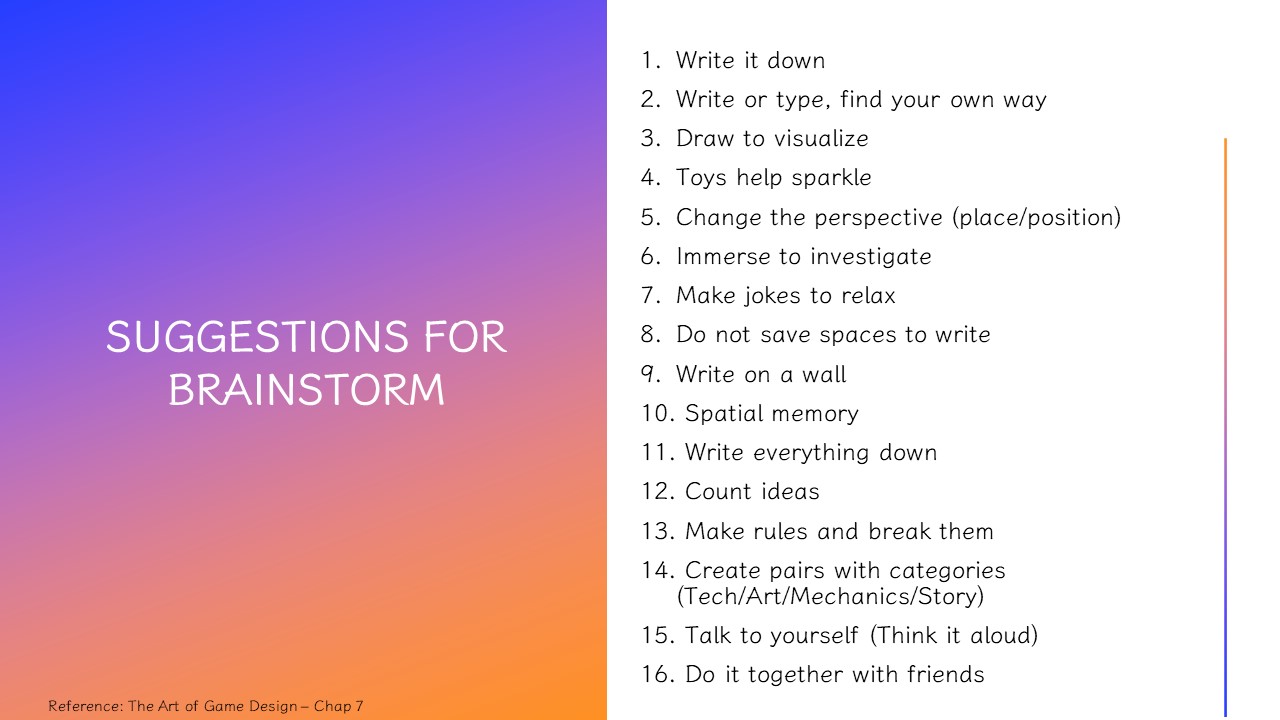 SUGGESTIONS FOR
BRAINSTORM
Reference: The Art of Game Design – Chap 7
1. Write it down
2. Write or type, find your own way
3. Draw to visualize
4. Toys help sparkle
5. Change the perspective (place/position)
6. Immerse to investigate
7. Make jokes to relax
8. Do not save spaces to write
9. Write on a wall
10. Spatial memory
11. Write everything down
12. Count ideas
13. Make rules and break them
14. Create pairs with categories
(Tech/Art/Mechanics/Story)
15. Talk to yourself (Think it aloud)
16. Do it together with friends